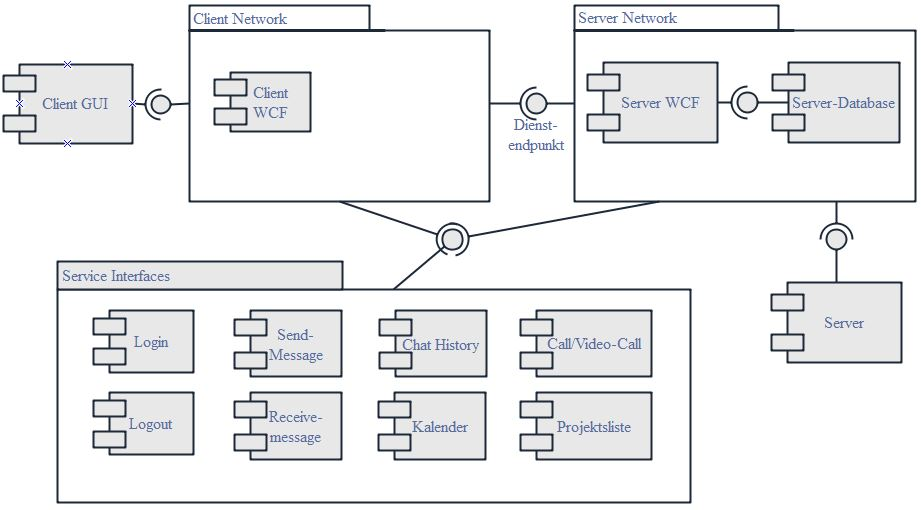 Client Network
Server Network
Client GUI
Client
WCF
Dienst-
endpunkt
Server WCF
Server-Database
Service Interfaces
Login
Send-
Message
Chat History
Call/Video-Call
Server
Logout
Receive-
message
Kalender
Projektsliste